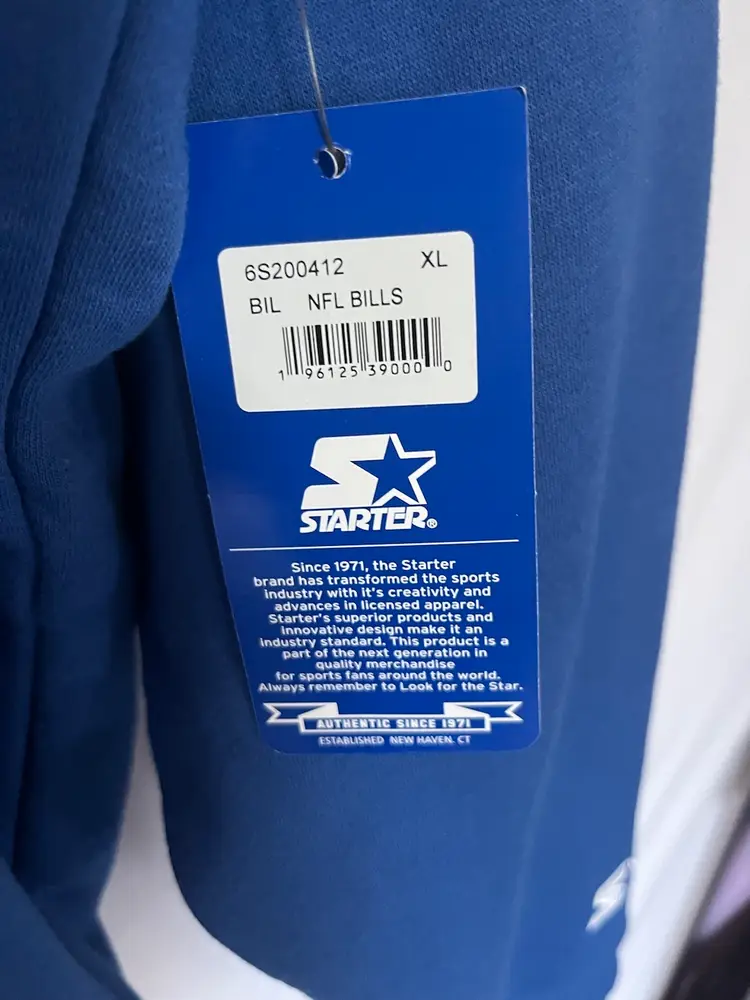 6S200412 XL
BIL NFL BILLS
1 96125 39000 0
STARTER®
Since 1971, the Starter
brand has transformed the sports
industry with it's creativity and
advances in licensed apparel.
Starter's superior products and
innovative design make it an
industry standard. This product is a
part of the next generation in
quality merchandise
for sports fans around the world.
Always remember to Look for the Star.
AUTHENTIC SINCE 1971
ESTABLISHED NEW HAVEN, CT